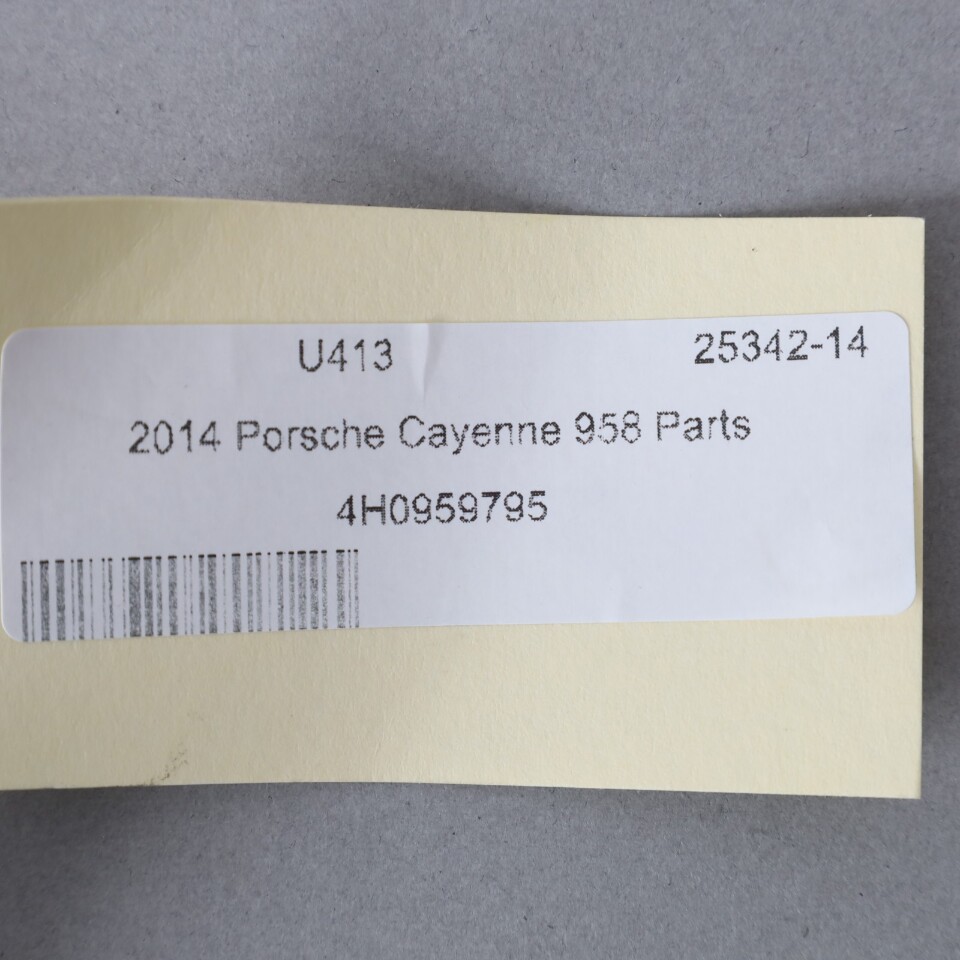 U413 25342-14
2014 Porsche Cayenne 958 Parts
4H0959795